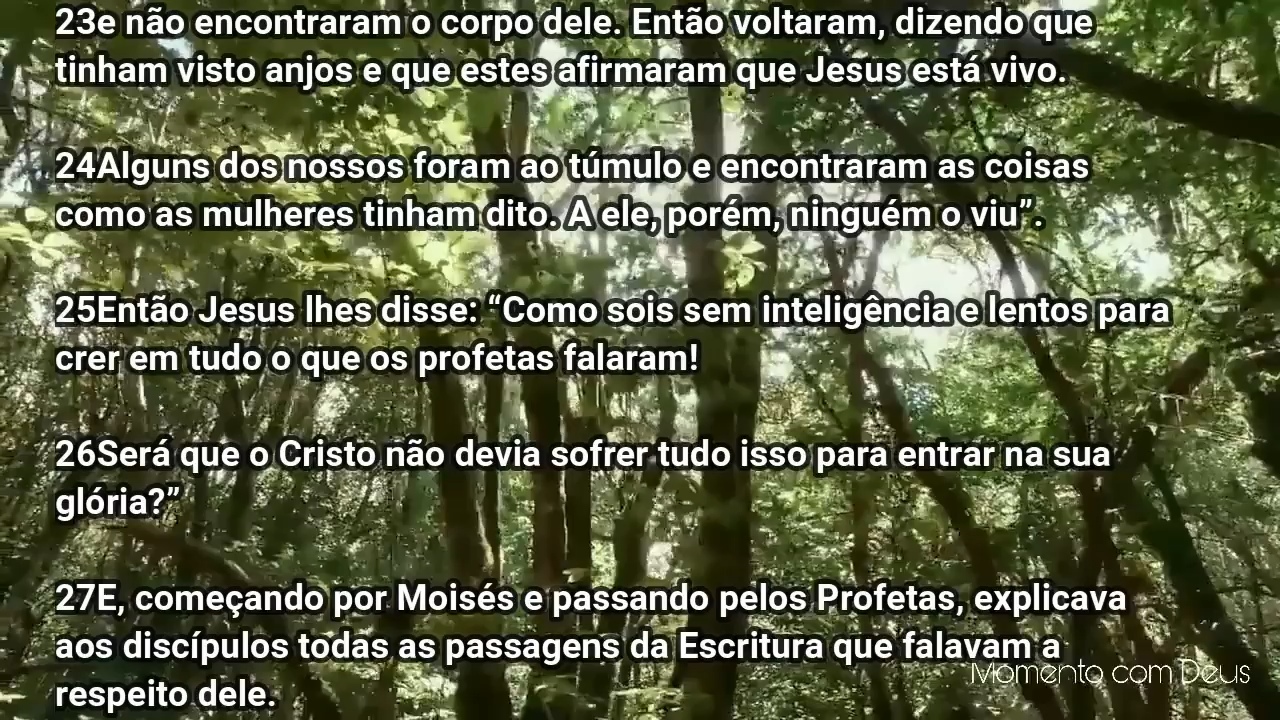 23e não encontraram o corpo dele. Então voltaram, dizendo que
tinham visto anjos e que estes afirmaram que Jesus está vivo.
24Alguns dos nossos foram ao túmulo e encontraram as coisas
como as mulheres tinham dito. A ele, porém, ninguém o viu”.
25Então Jesus lhes disse: “Como sois sem inteligência e lentos para
crer em tudo o que os profetas falaram!
26Será que o Cristo não devia sofrer tudo isso para entrar na sua
glória?”
27E, começando por Moisés e passando pelos Profetas, explicava
aos discípulos todas as passagens da Escritura que falavam a
respeito dele.
Momento com Deus